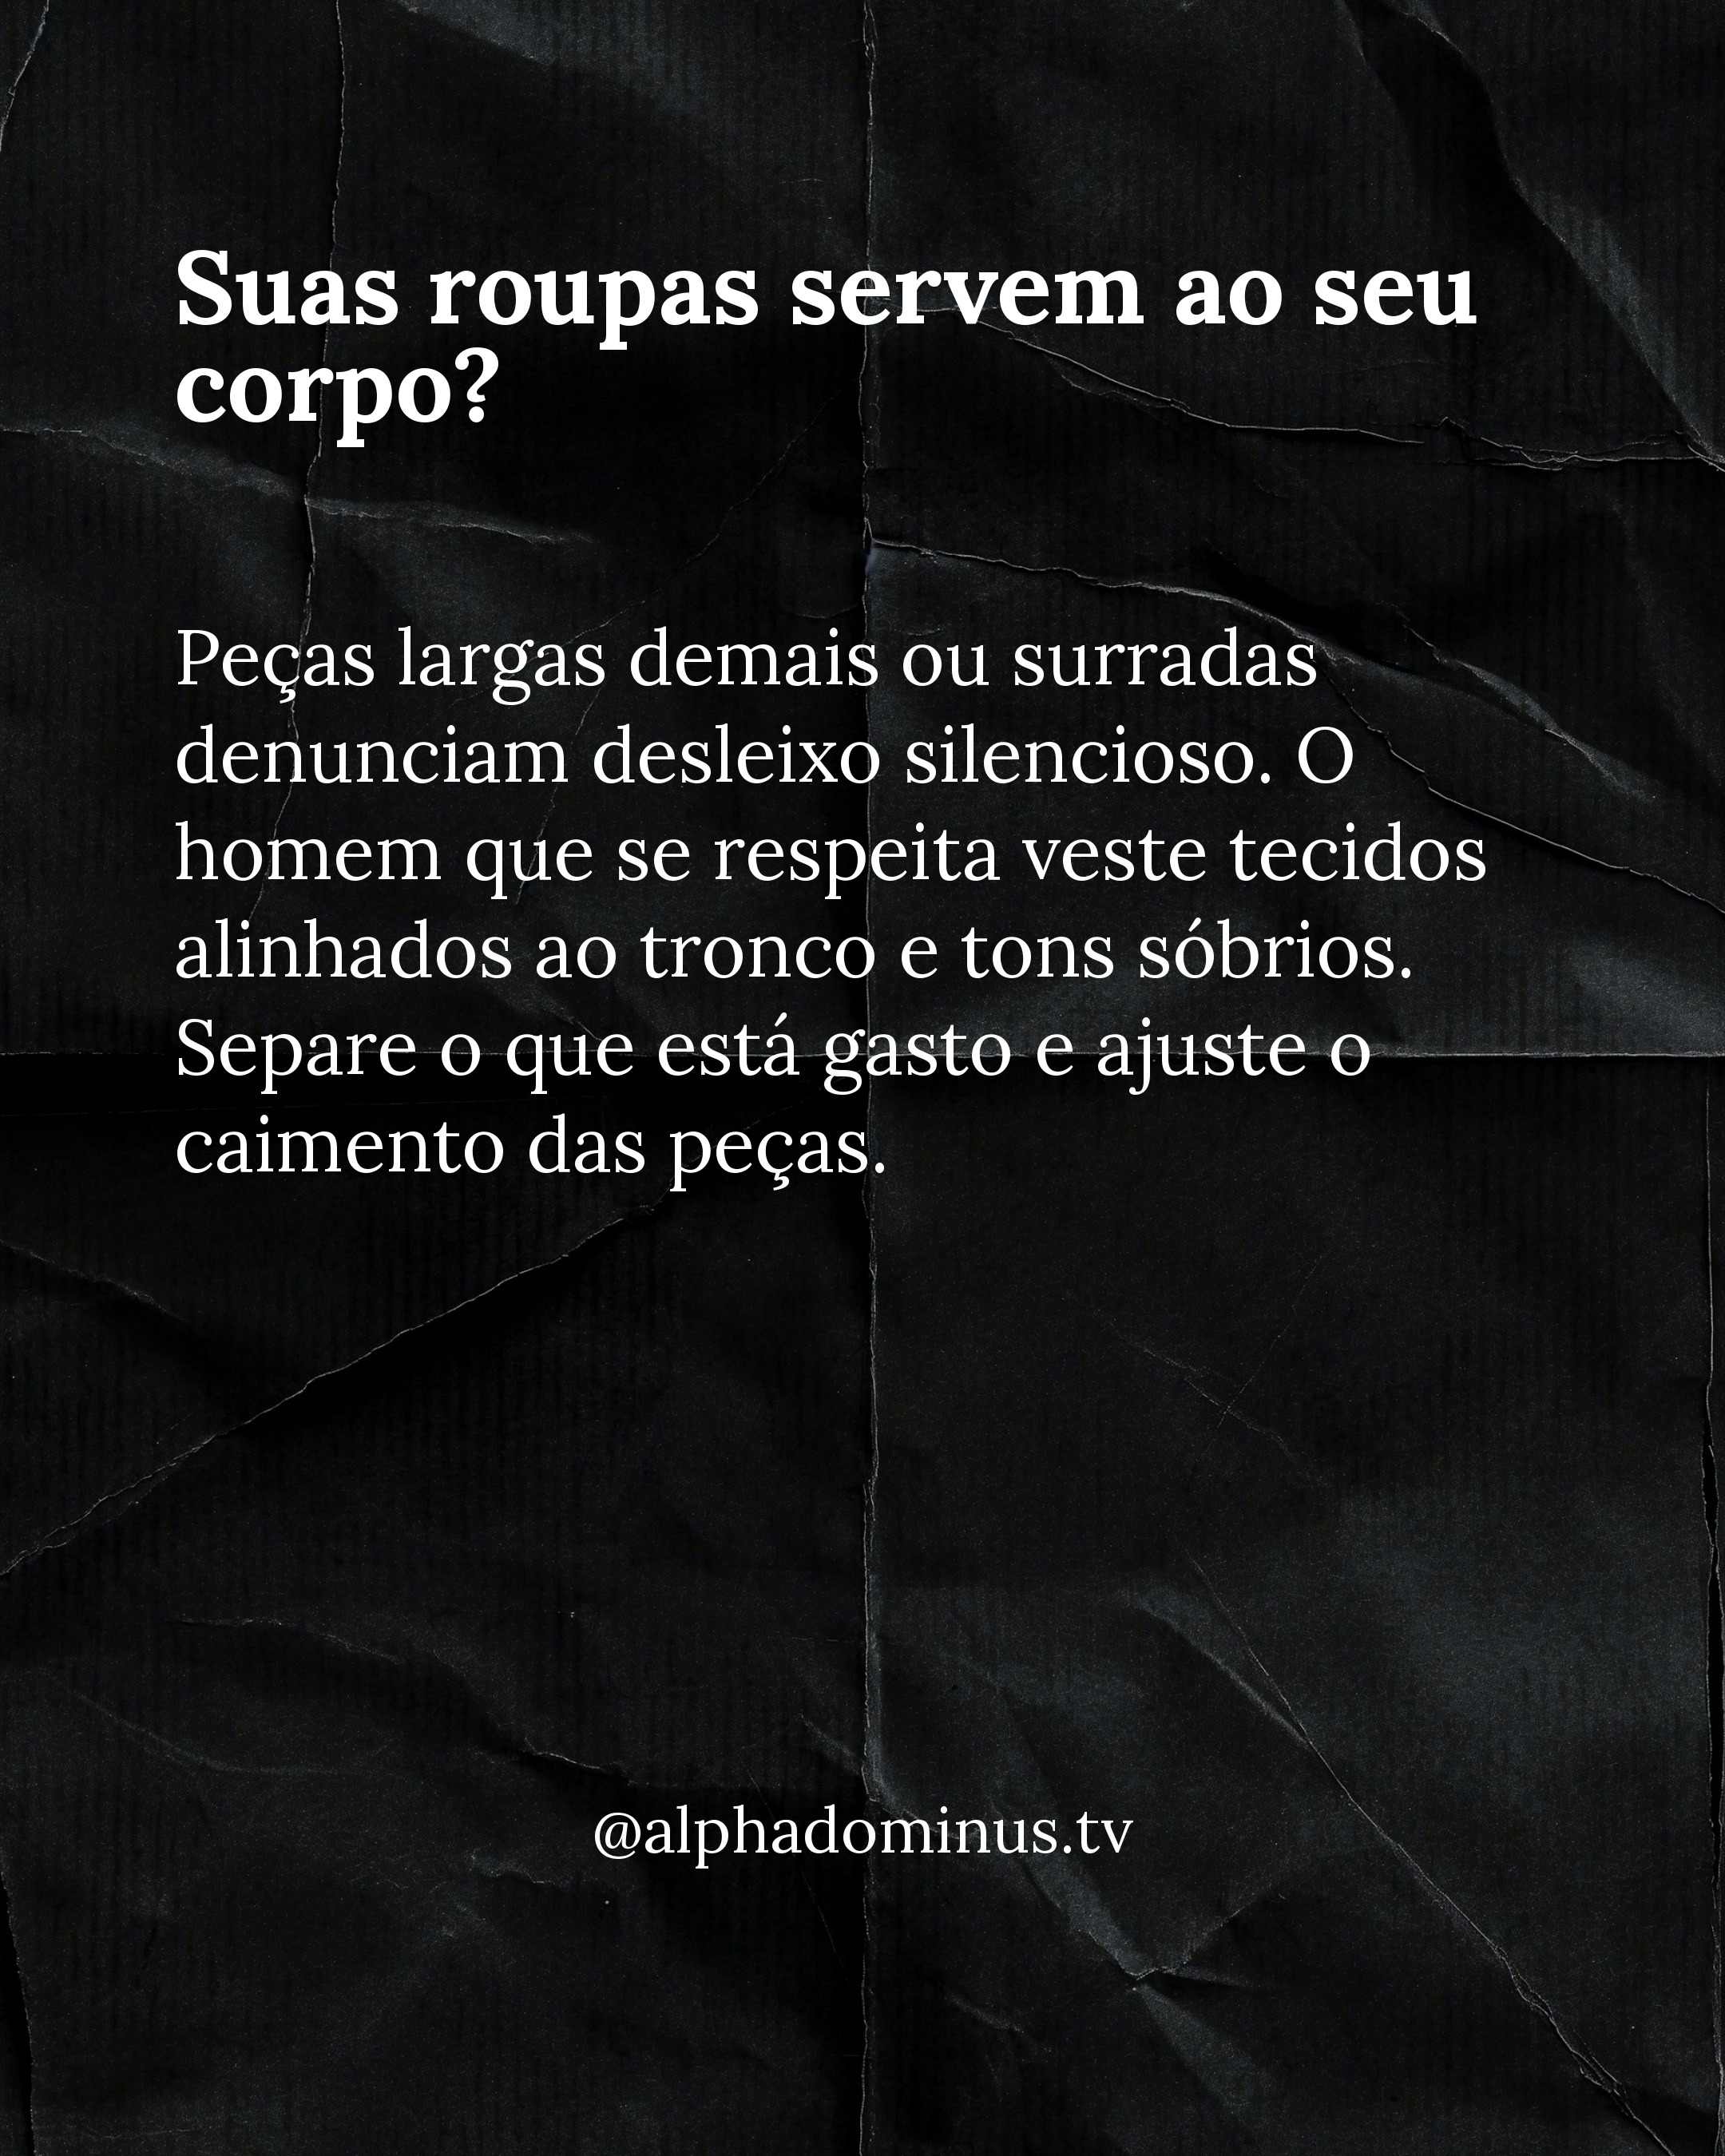 Suas roupas servem ao seu
corpo?
Peças largas demais ou surradas
denunciam desleixo silencioso. O
homem que se respeita veste tecidos
alinhados ao tronco e tons sóbrios.
Separe o que está gasto e ajuste o
caimento das peças.
@alphadominus.tv